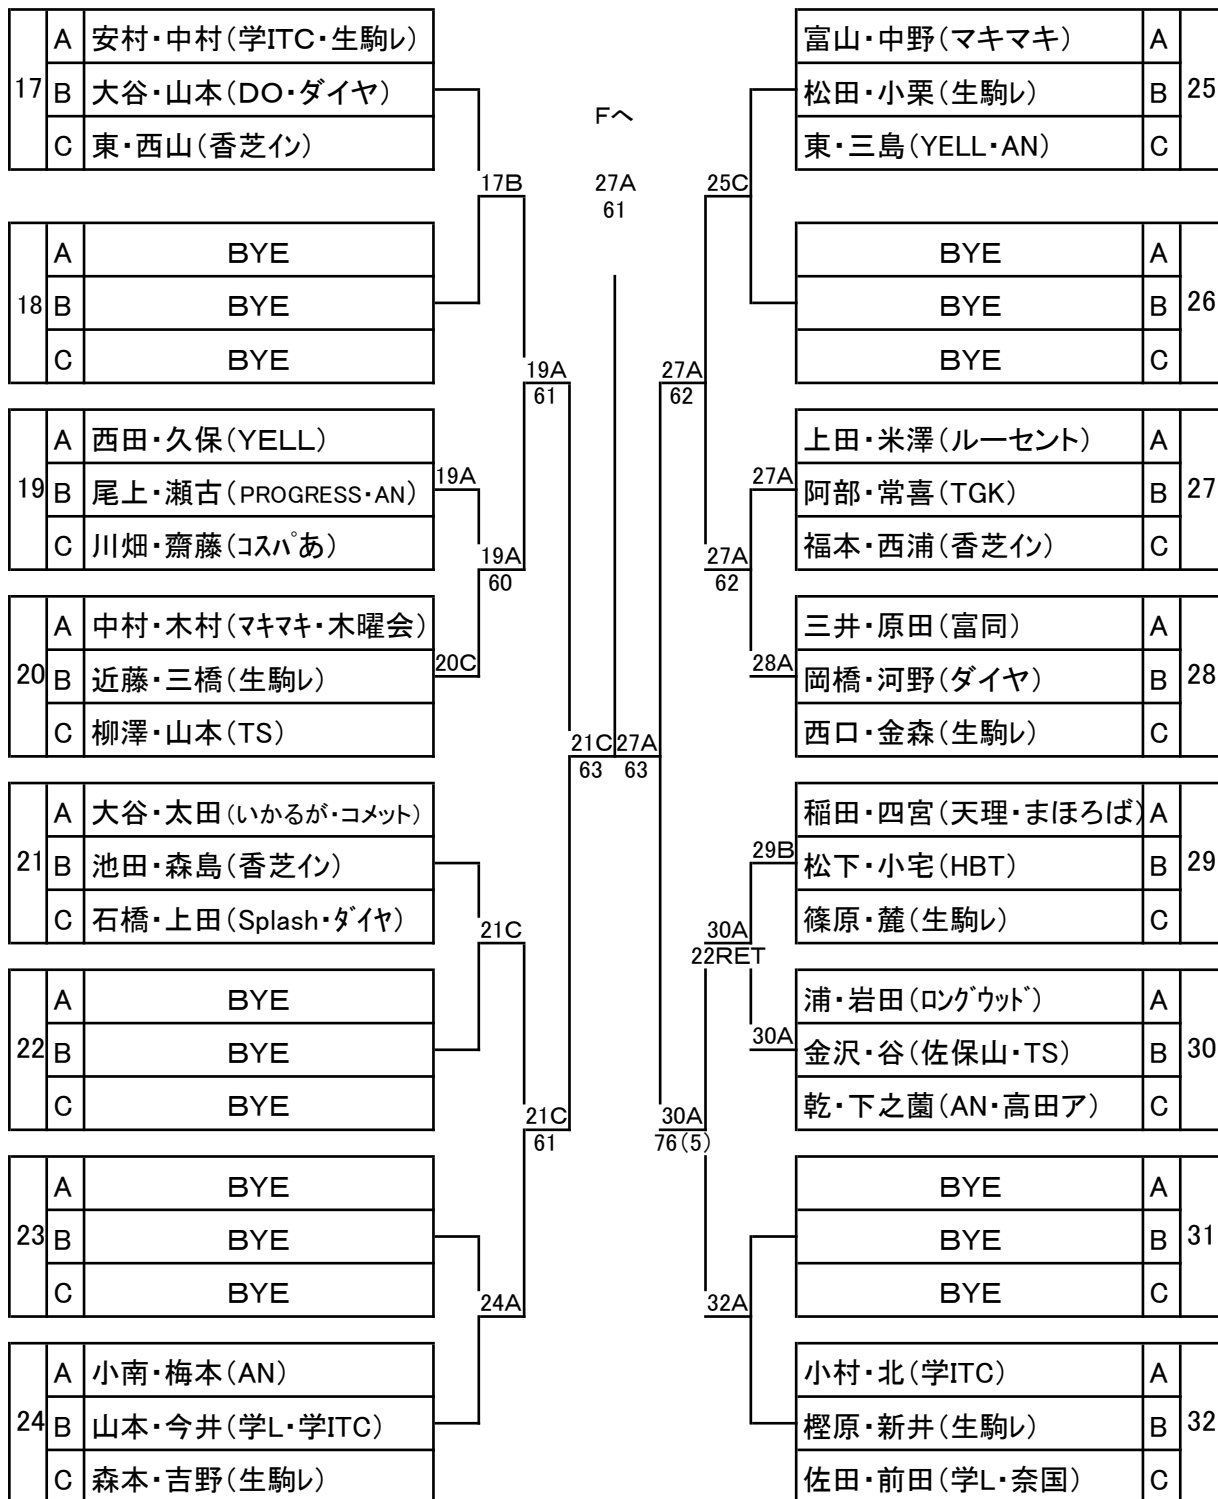 17
A 安村・中村(学ITC・生駒レ)
B 大谷・山本(DO・ダイヤ)
C 東・西山(香芝イン)
18
A BYE
B BYE
C BYE
19
A 西田・久保(YELL)
B 尾上・瀬古(PROGRESS・AN)
C 川畑・齋藤(コスパあ)
20
A 中村・木村(マキマキ・木曜会)
B 近藤・三橋(生駒レ)
C 柳澤・山本(TS)
21
A 大谷・太田(いかるが・コメット)
B 池田・森島(香芝イン)
C 石橋・上田(Splash・ダイヤ)
22
A BYE
B BYE
C BYE
23
A BYE
B BYE
C BYE
24
A 小南・梅本(AN)
B 山本・今井(学L・学ITC)
C 森本・吉野(生駒レ)
19A
20C
17B
19A
60
21C
24A
19A
61
21C
61
21C
63
Fへ
27A
61
27A
63
27A
62
30A
76(5)
25C
27A
62
30A
22RET
32A
27A
28A
29B
30A
富山・中野(マキマキ) A
松田・小栗(生駒レ) B
東・三島(YELL・AN) C
25
BYE A
BYE B
BYE C
26
上田・米澤(ルーセント) A
阿部・常喜(TGK) B
福本・西浦(香芝イン) C
27
三井・原田(富同) A
岡橋・河野(ダイヤ) B
西口・金森(生駒レ) C
28
稲田・四宮(天理・まほろば) A
松下・小宅(HBT) B
篠原・麓(生駒レ) C
29
浦・岩田(ロングウッド) A
金沢・谷(佐保山・TS) B
乾・下之薗(AN・高田ア) C
30
BYE A
BYE B
BYE C
31
小村・北(学ITC) A
樫原・新井(生駒レ) B
佐田・前田(学L・奈国) C
32